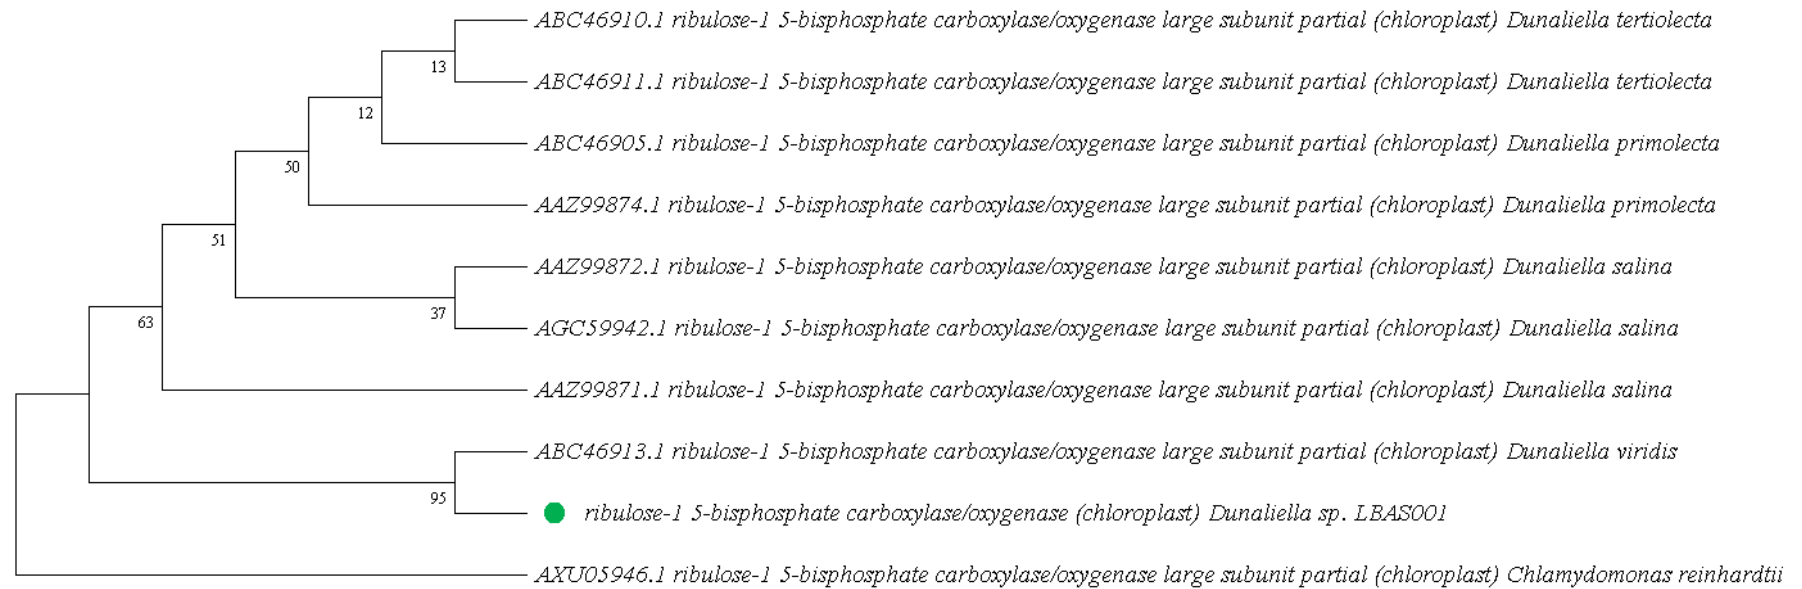 ABC46910.1 ribulose-1 5-bisphosphate carboxylase/oxygenase large subunit partial (chloroplast) Dunaliella tertiolecta
13
ABC46911.1 ribulose-1 5-bisphosphate carboxylase/oxygenase large subunit partial (chloroplast) Dunaliella tertiolecta
12
ABC46905.1 ribulose-1 5-bisphosphate carboxylase/oxygenase large subunit partial (chloroplast) Dunaliella primolecta
50
AAZ99874.1 ribulose-1 5-bisphosphate carboxylase/oxygenase large subunit partial (chloroplast) Dunaliella primolecta
51
AAZ99872.1 ribulose-1 5-bisphosphate carboxylase/oxygenase large subunit partial (chloroplast) Dunaliella salina
37
63
AGC59942.1 ribulose-1 5-bisphosphate carboxylase/oxygenase large subunit partial (chloroplast) Dunaliella salina
AAZ99871.1 ribulose-1 5-bisphosphate carboxylase/oxygenase large subunit partial (chloroplast) Dunaliella salina
ABC46913.1 ribulose-1 5-bisphosphate carboxylase/oxygenase large subunit partial (chloroplast) Dunaliella viridis
95
ribulose-1 5-bisphosphate carboxylase/oxygenase (chloroplast) Dunaliella sp. LBAS001
AXU05946.1 ribulose-1 5-bisphosphate carboxylase/oxygenase large subunit partial (chloroplast) Chlamydomonas reinhardtii